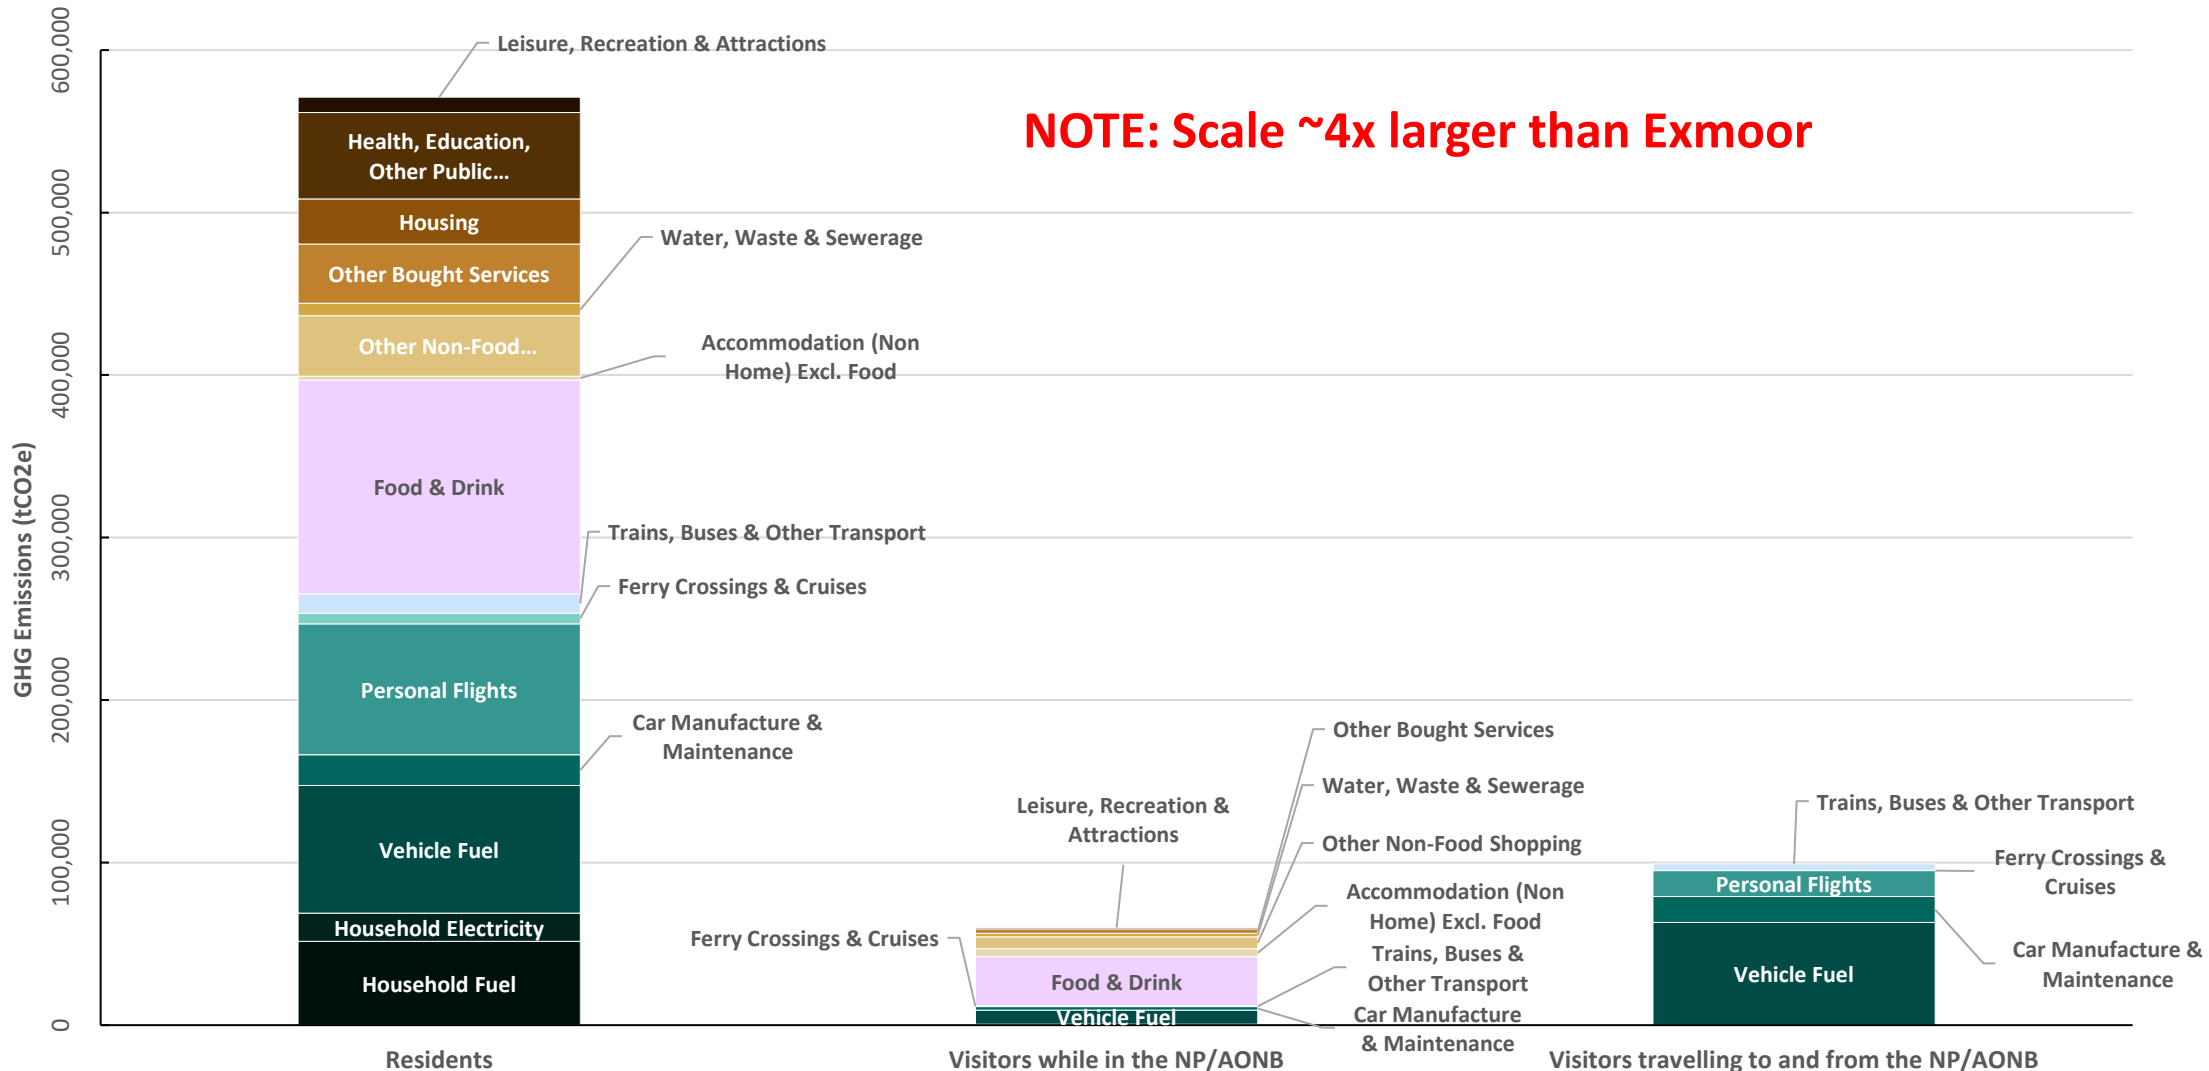 600,000
500,000
400,000
300,000
200,000
100,000
0
GHG Emissions (tCO2e)
NOTE: Scale ~4x larger than Exmoor
Leisure, Recreation & Attractions
Health, Education,
Other Public...
Housing
Water, Waste & Sewerage
Other Bought Services
Other Non-Food...
Accommodation (Non
Home) Excl. Food
Food & Drink
Trains, Buses & Other Transport
Ferry Crossings & Cruises
Personal Flights
Car Manufacture &
Maintenance
Vehicle Fuel
Household Electricity
Household Fuel
Residents
Other Bought Services
Water, Waste & Sewerage
Leisure, Recreation &
Attractions
Other Non-Food Shopping
Accommodation (Non
Home) Excl. Food
Ferry Crossings & Cruises
Trains, Buses &
Other Transport
Food & Drink
Car Manufacture
& Maintenance
Vehicle Fuel
Visitors while in the NP/AONB
Trains, Buses & Other Transport
Ferry Crossings &
Cruises
Personal Flights
Car Manufacture &
Maintenance
Vehicle Fuel
Visitors travelling to and from the NP/AONB